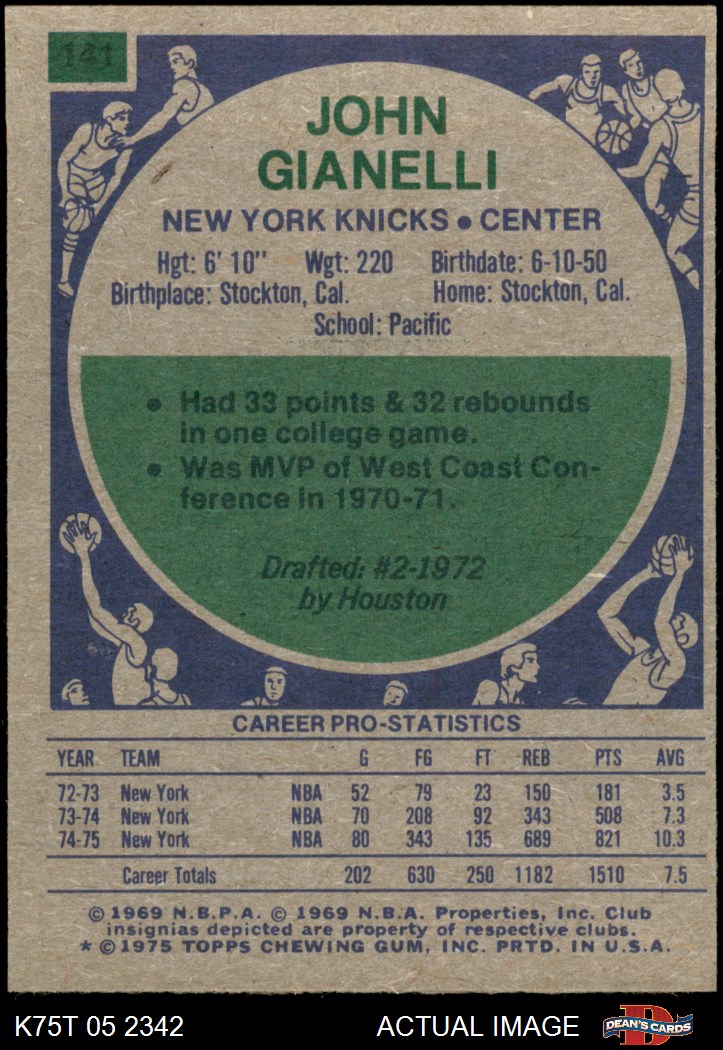 141
JOHN
GIANELLI
NEW YORK KNICKS • CENTER
Hgt: 6' 10" Wgt: 220 Birthdate: 6-10-50
Birthplace: Stockton, Cal. Home: Stockton, Cal.
School: Pacific
• Had 33 points & 32 rebounds
in one college game.
• Was MVP of West Coast Con-
ference in 1970-71.
Drafted: #2-1972
by Houston
CAREER PRO-STATISTICS
YEAR TEAM G FG FT REB PTS AVG
72-73 New York NBA 52 79 23 150 181 3.5
73-74 New York NBA 70 208 92 343 508 7.3
74-75 New York NBA 80 343 135 689 821 10.3
Career Totals 202 630 250 1182 1510 7.5
© 1969 N.B.P.A. © 1969 N.B.A. Properties, Inc. Club
insignias depicted are property of respective clubs.
* © 1975 TOPPS CHEWING GUM, INC. PRTD. IN U.S.A.
K75T 05 2342 ACTUAL IMAGE D DEAN'S CARDS